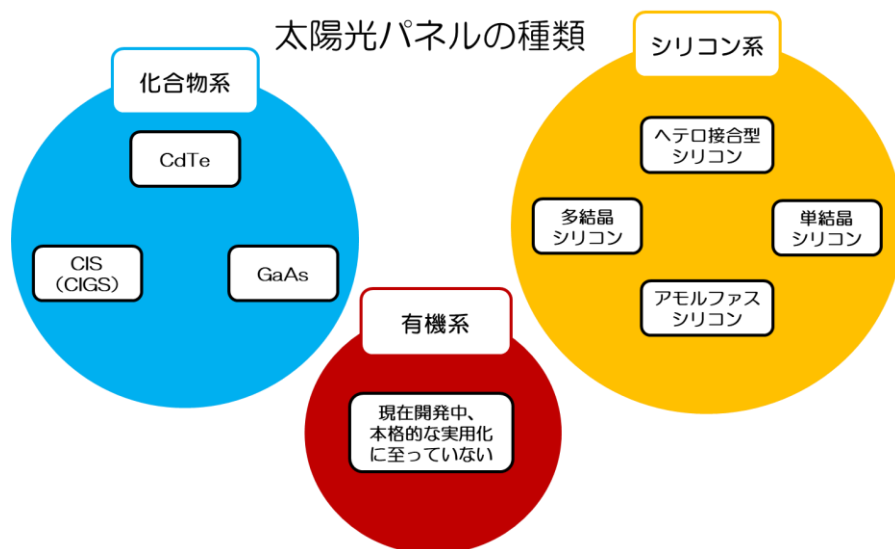 太陽光パネルの種類
化合物系
CdTe
CIS
(CIGS)
GaAs
シリコン系
ヘテロ接合型
シリコン
多結晶
シリコン
単結晶
シリコン
アモルファス
シリコン
有機系
現在開発中、
本格的な実用化
に至っていない